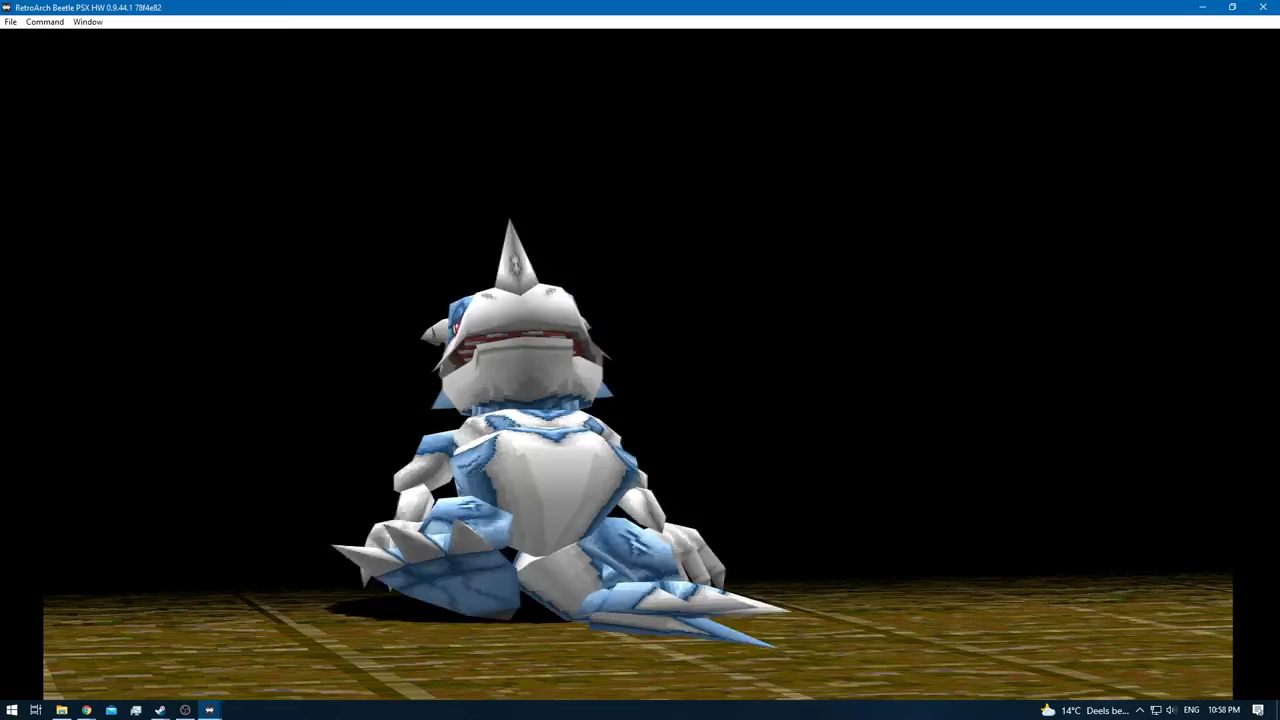 RetroArch Beetle PSX HW 0.9.44.1 78f4e82
File Command Window
14°C Deels be... ENG 10:58 PM